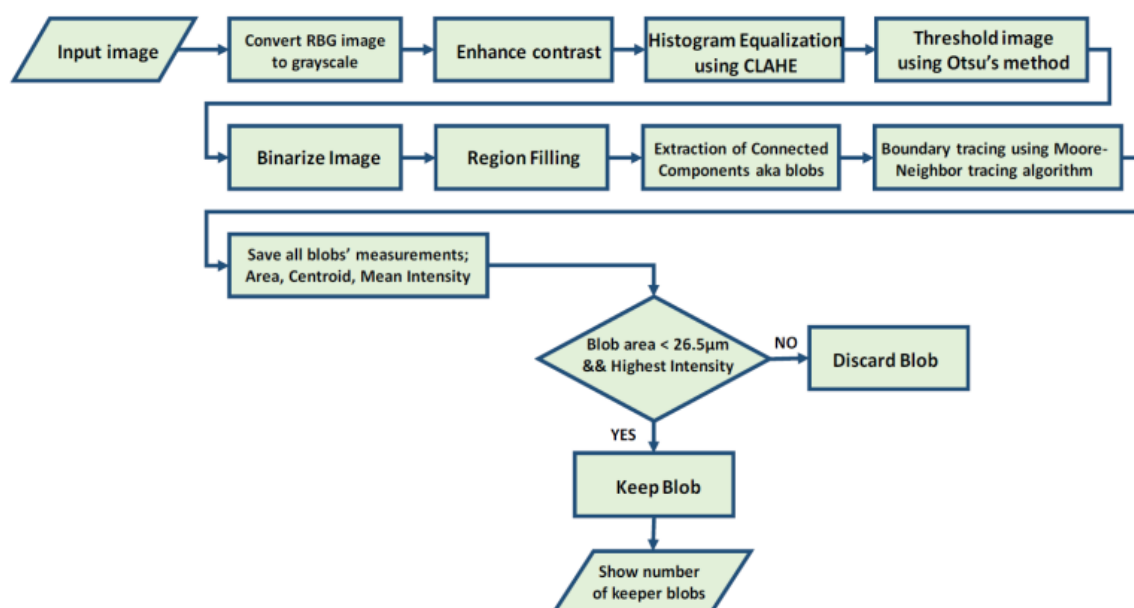 Input image
Convert RBG image
to grayscale
Enhance contrast
Histogram Equalization
using CLAHE
Threshold image
using Otsu's method
Binarize Image
Region Filling
Extraction of Connected
Components aka blobs
Boundary tracing using Moore-
Neighbor tracing algorithm
Save all blobs' measurements;
Area, Centroid, Mean Intensity
Blob area < 26.5µm
&& Highest Intensity
NO
Discard Blob
YES
Keep Blob
Show number
of keeper blobs